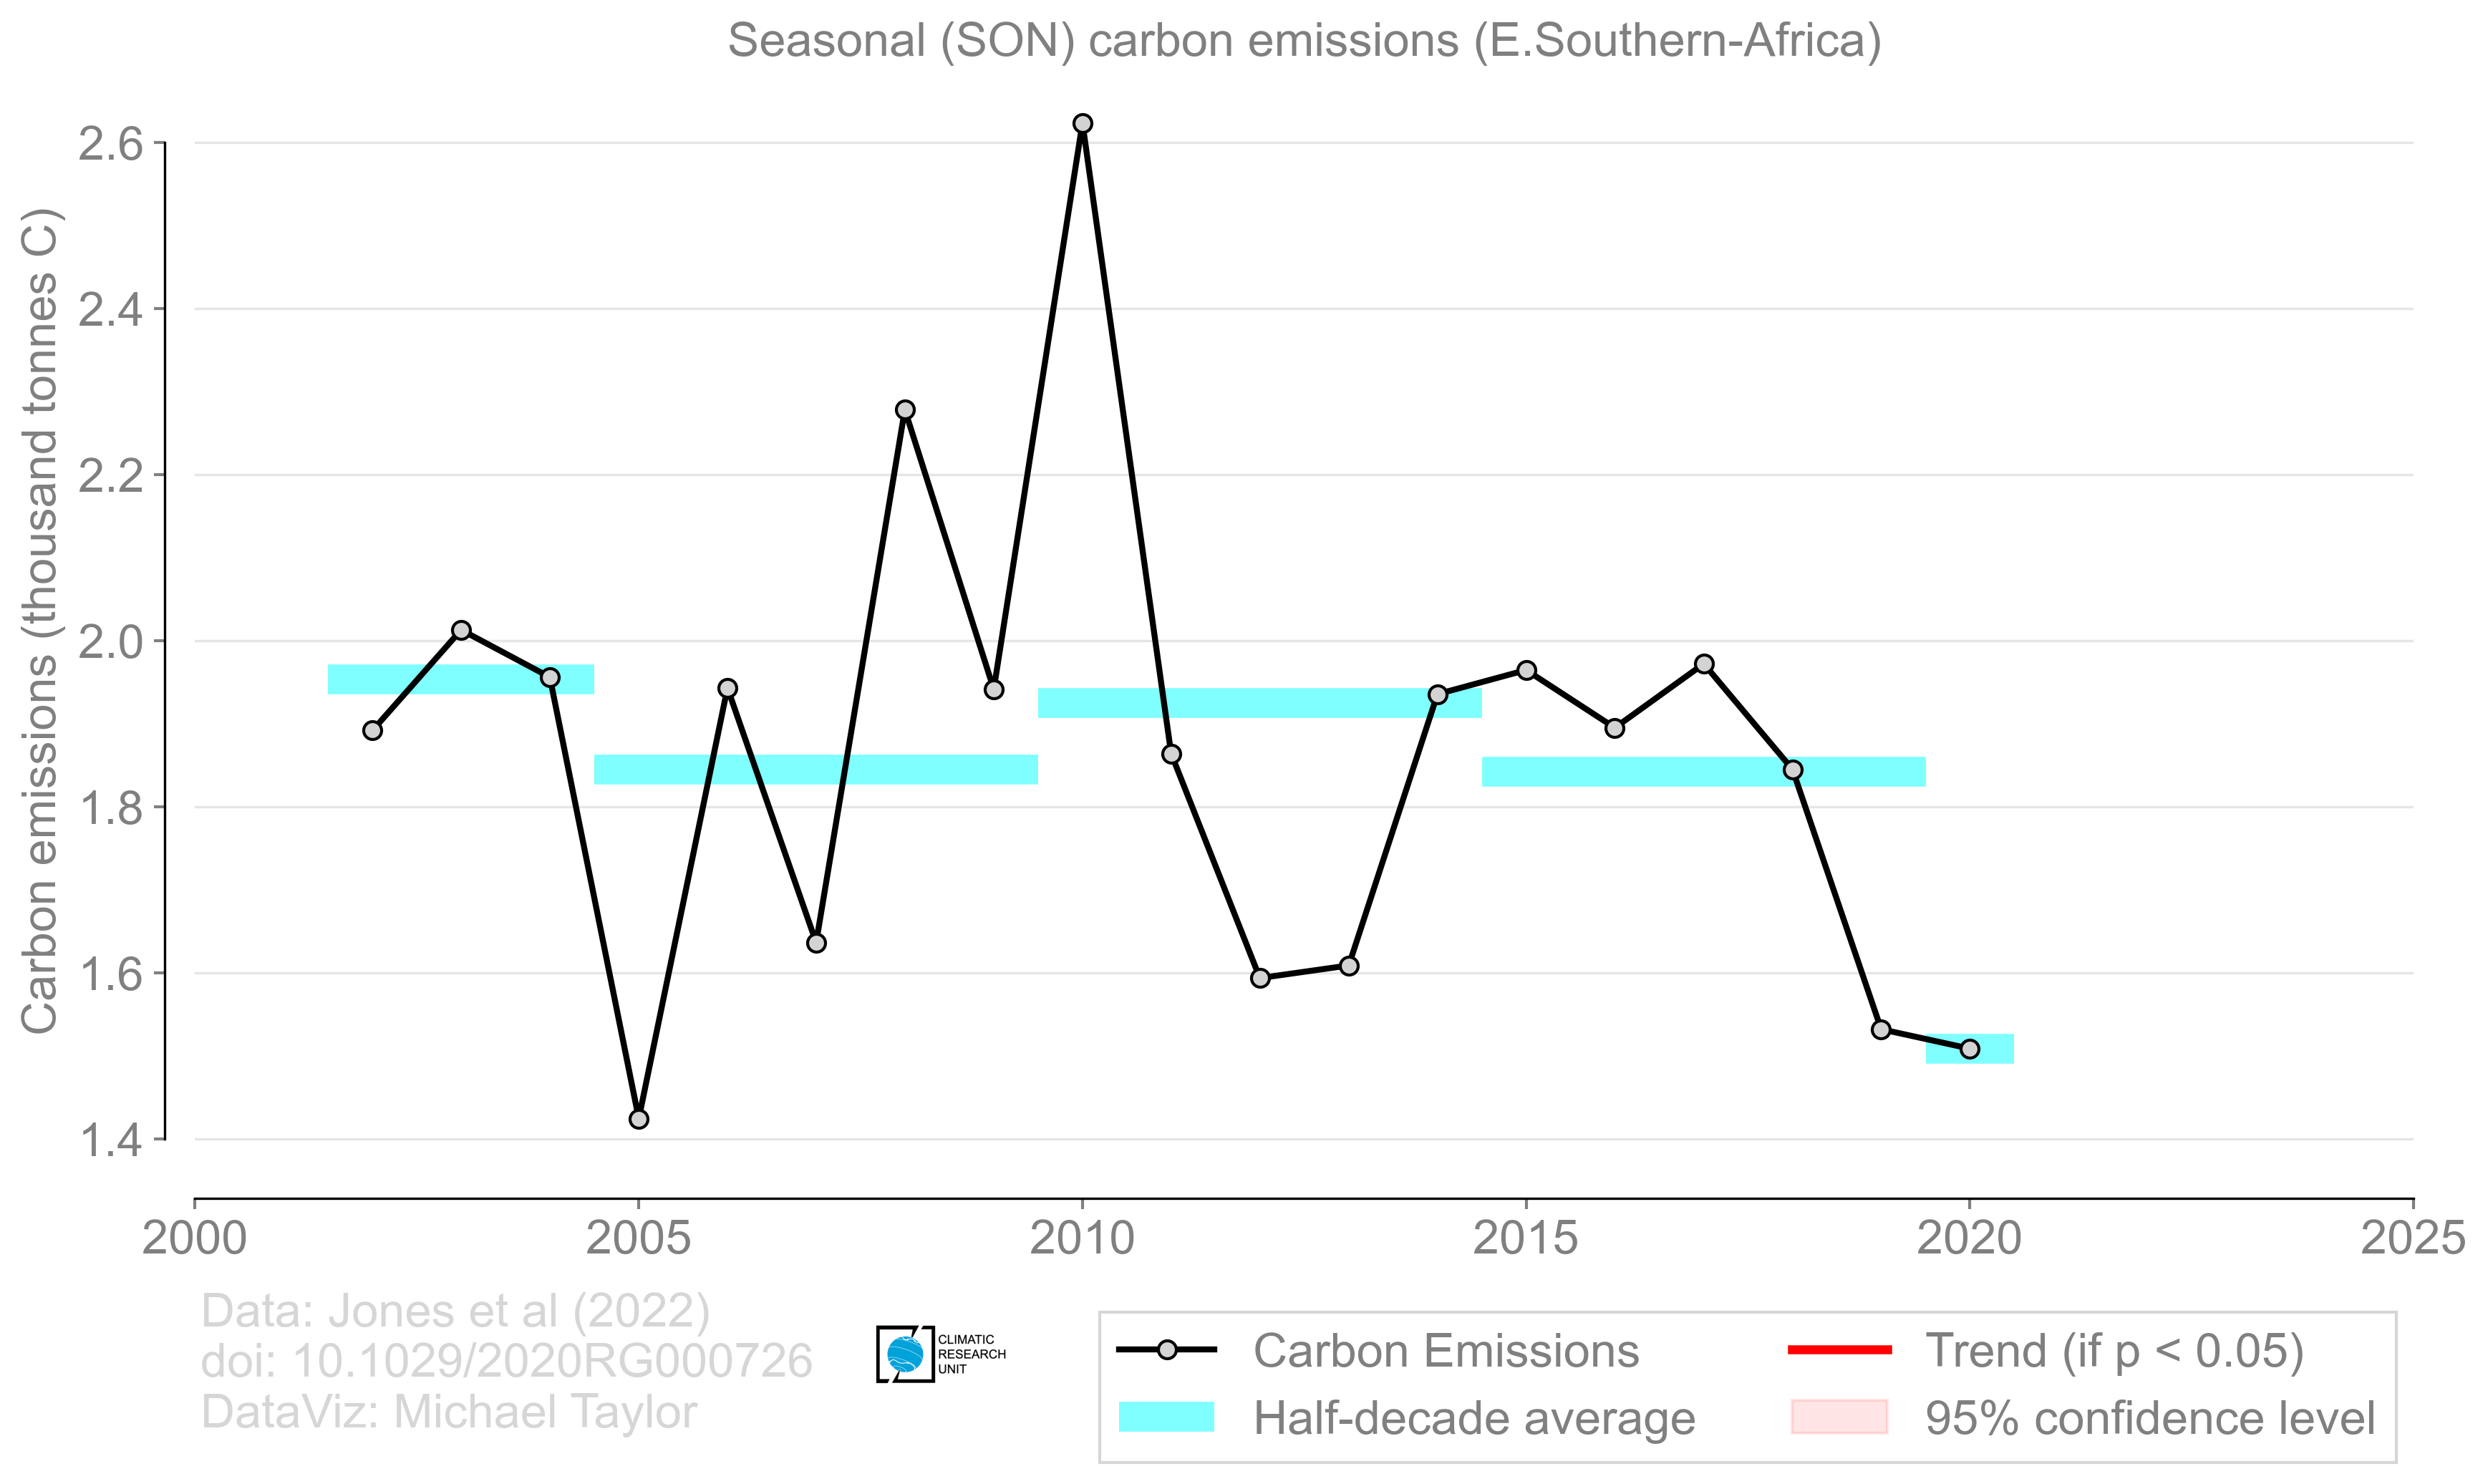 Seasonal (SON) carbon emissions (E.Southern-Africa)
Carbon emissions (thousand tonnes C)
2.6
2.4
2.2
2.0
1.8
1.6
1.4
2000 2005 2010 2015 2020 2025
Data: Jones et al (2022)
doi: 10.1029/2020RG000726
DataViz: Michael Taylor
CLIMATIC
RESEARCH
UNIT
Carbon Emissions
Half-decade average
Trend (if p < 0.05)
95% confidence level